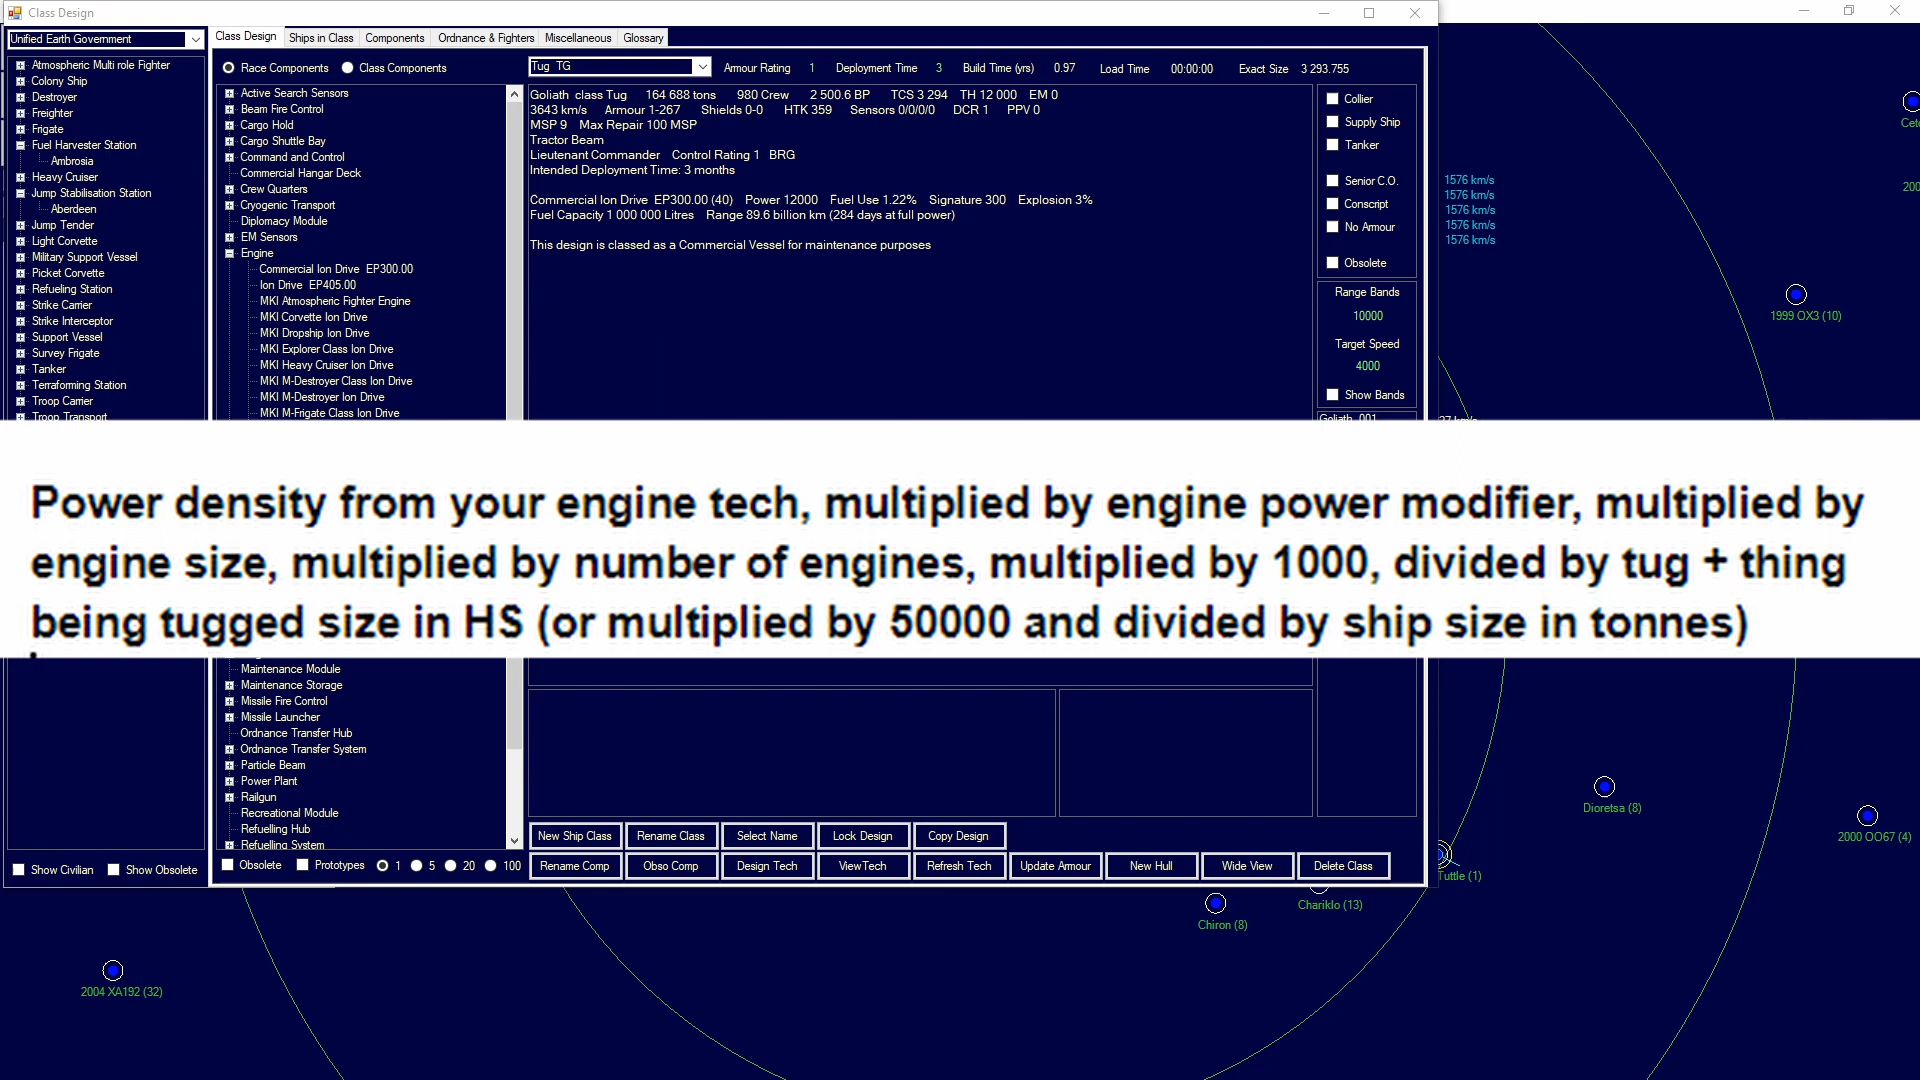 Class Design
Unified Earth Government
Class Design Ships in Class Components Ordnance & Fighters Miscellaneous Glossary
Atmospheric Multi role Fighter
Colony Ship
Destroyer
Freighter
Frigate
Fuel Harvester Station
Ambrosia
Heavy Cruiser
Jump Stabilisation Station
Aberdeen
Jump Tender
Light Corvette
Military Support Vessel
Picket Corvette
Refueling Station
Strike Carrier
Strike Interceptor
Support Vessel
Survey Frigate
Tanker
Terraforming Station
Troop Carrier
Troop Transport
Race Components Class Components
Active Search Sensors
Beam Fire Control
Cargo Hold
Cargo Shuttle Bay
Command and Control
Commercial Hangar Deck
Crew Quarters
Cryogenic Transport
Diplomacy Module
EM Sensors
Engine
Commercial Ion Drive EP300.00
Ion Drive EP405.00
MKI Atmospheric Fighter Engine
MKI Corvette Ion Drive
MKI Dropship Ion Drive
MKI Explorer Class Ion Drive
MKI Heavy Cruiser Ion Drive
MKI M-Destroyer Class Ion Drive
MKI M-Destroyer Ion Drive
MKI M-Frigate Class Ion Drive
Tug TG Armour Rating 1 Deployment Time 3 Build Time (yrs) 0.97 Load Time 00:00:00 Exact Size 3 293.755
Goliath class Tug 164 688 tons 980 Crew 2 500.6 BP TCS 3 294 TH 12 000 EM 0
3643 km/s Armour 1-267 Shields 0-0 HTK 359 Sensors 0/0/0/0 DCR 1 PPV 0
MSP 9 Max Repair 100 MSP
Tractor Beam
Lieutenant Commander Control Rating 1 BRG
Intended Deployment Time: 3 months
Commercial Ion Drive EP300.00 (40) Power 12000 Fuel Use 1.22% Signature 300 Explosion 3%
Fuel Capacity 1 000 000 Litres Range 89.6 billion km (284 days at full power)
This design is classed as a Commercial Vessel for maintenance purposes
Collier
Supply Ship
Tanker
Senior C.O.
Conscript
No Armour
Obsolete
Range Bands
10000
Target Speed
4000
Show Bands
Goliath 001
1576 km/s
1576 km/s
1576 km/s
1576 km/s
1576 km/s
1999 OX3 (10)
Power density from your engine tech, multiplied by engine power modifier, multiplied by
engine size, multiplied by number of engines, multiplied by 1000, divided by tug + thing
being tugged size in HS (or multiplied by 50000 and divided by ship size in tonnes)
Maintenance Module
Maintenance Storage
Missile Fire Control
Missile Launcher
Ordnance Transfer Hub
Ordnance Transfer System
Particle Beam
Power Plant
Railgun
Recreational Module
Refuelling Hub
Refuelling System
Show Civilian Show Obsolete
Obsolete Prototypes 1 5 20 100
New Ship Class Rename Class Select Name Lock Design Copy Design
Rename Comp Obso Comp Design Tech View Tech Refresh Tech Update Armour New Hull Wide View Delete Class
Dioretsa (8)
2000 OO67 (4)
Tuttle (1)
Chariklo (13)
Chiron (8)
2004 XA192 (32)